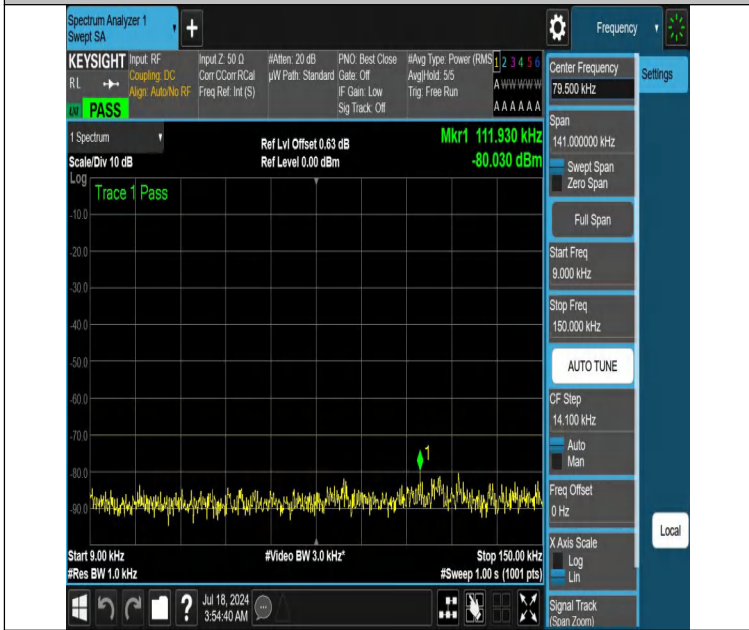 Spectrum Analyzer 1
Swept SA
+
Frequency
KEYSIGHT
RL
PASS
Input: RF
Coupling: DC
Align: Auto/No RF
Input Z: 50 Ω
Corr CCorr RCal
Freq Ref: Int (S)
#Atten: 20 dB
µW Path: Standard
PNO: Best Close
Gate: Off
IF Gain: Low
Sig Track: Off
#Avg Type: Power (RMS
Avg|Hold: 5/5
Trig: Free Run
1 2 3 4 5 6
A W W W W W
A A A A A A
1 Spectrum
Scale/Div 10 dB
Ref Lvl Offset 0.63 dB
Ref Level 0.00 dBm
Mkr1 111.930 kHz
-80.030 dBm
Log
Trace 1 Pass
-10.0
-20.0
-30.0
-40.0
-50.0
-60.0
-70.0
-80.0
-90.0
1
Start 9.00 kHz
#Res BW 1.0 kHz
#Video BW 3.0 kHz*
Stop 150.00 kHz
#Sweep 1.00 s (1001 pts)
Center Frequency
79.500 kHz
Settings
Span
141.000000 kHz
Swept Span
Zero Span
Full Span
Start Freq
9.000 kHz
Stop Freq
150.000 kHz
AUTO TUNE
CF Step
14.100 kHz
Auto
Man
Freq Offset
0 Hz
Local
X Axis Scale
Log
Lin
Signal Track
(Span Zoom)
?
Jul 18, 2024
3:54:40 AM